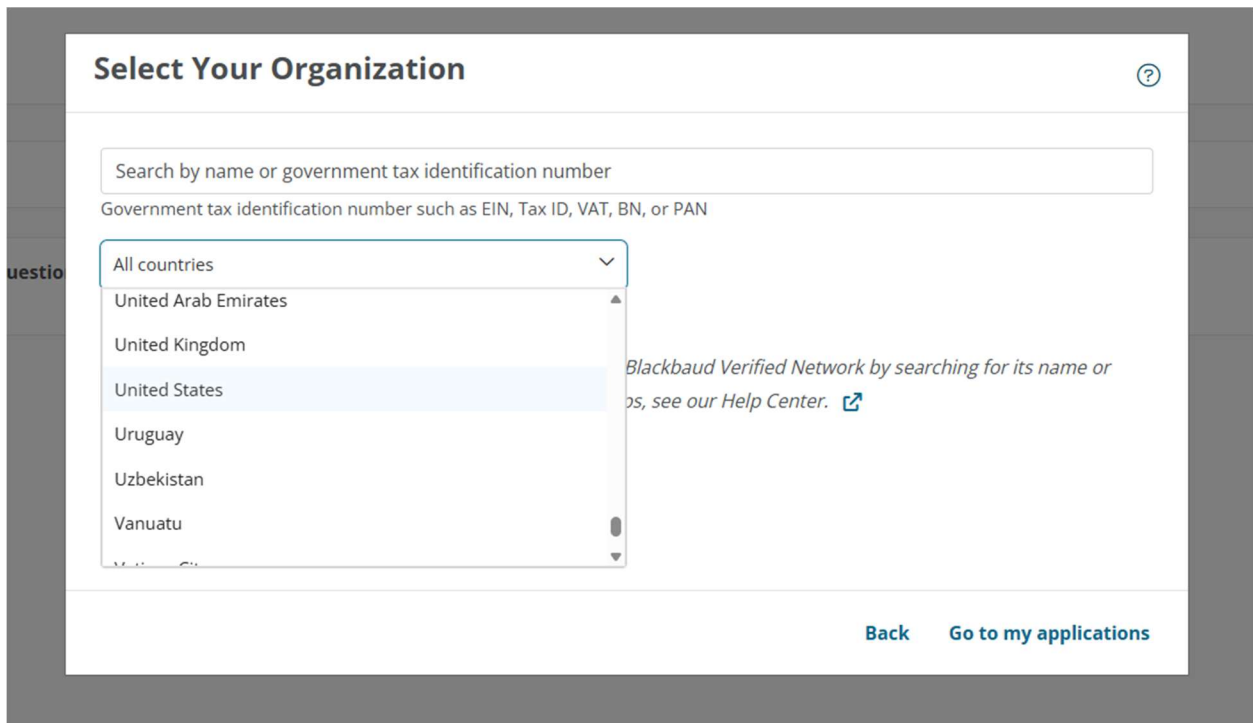 Select Your Organization
Search by name or government tax identification number
Government tax identification number such as EIN, Tax ID, VAT, BN, or PAN
All countries
uestio
United Arab Emirates
United Kingdom
Blackbaud Verified Network by searching for its name or
United States
ps, see our Help Center.
Uruguay
Uzbekistan
Vanuatu
Back Go to my applications